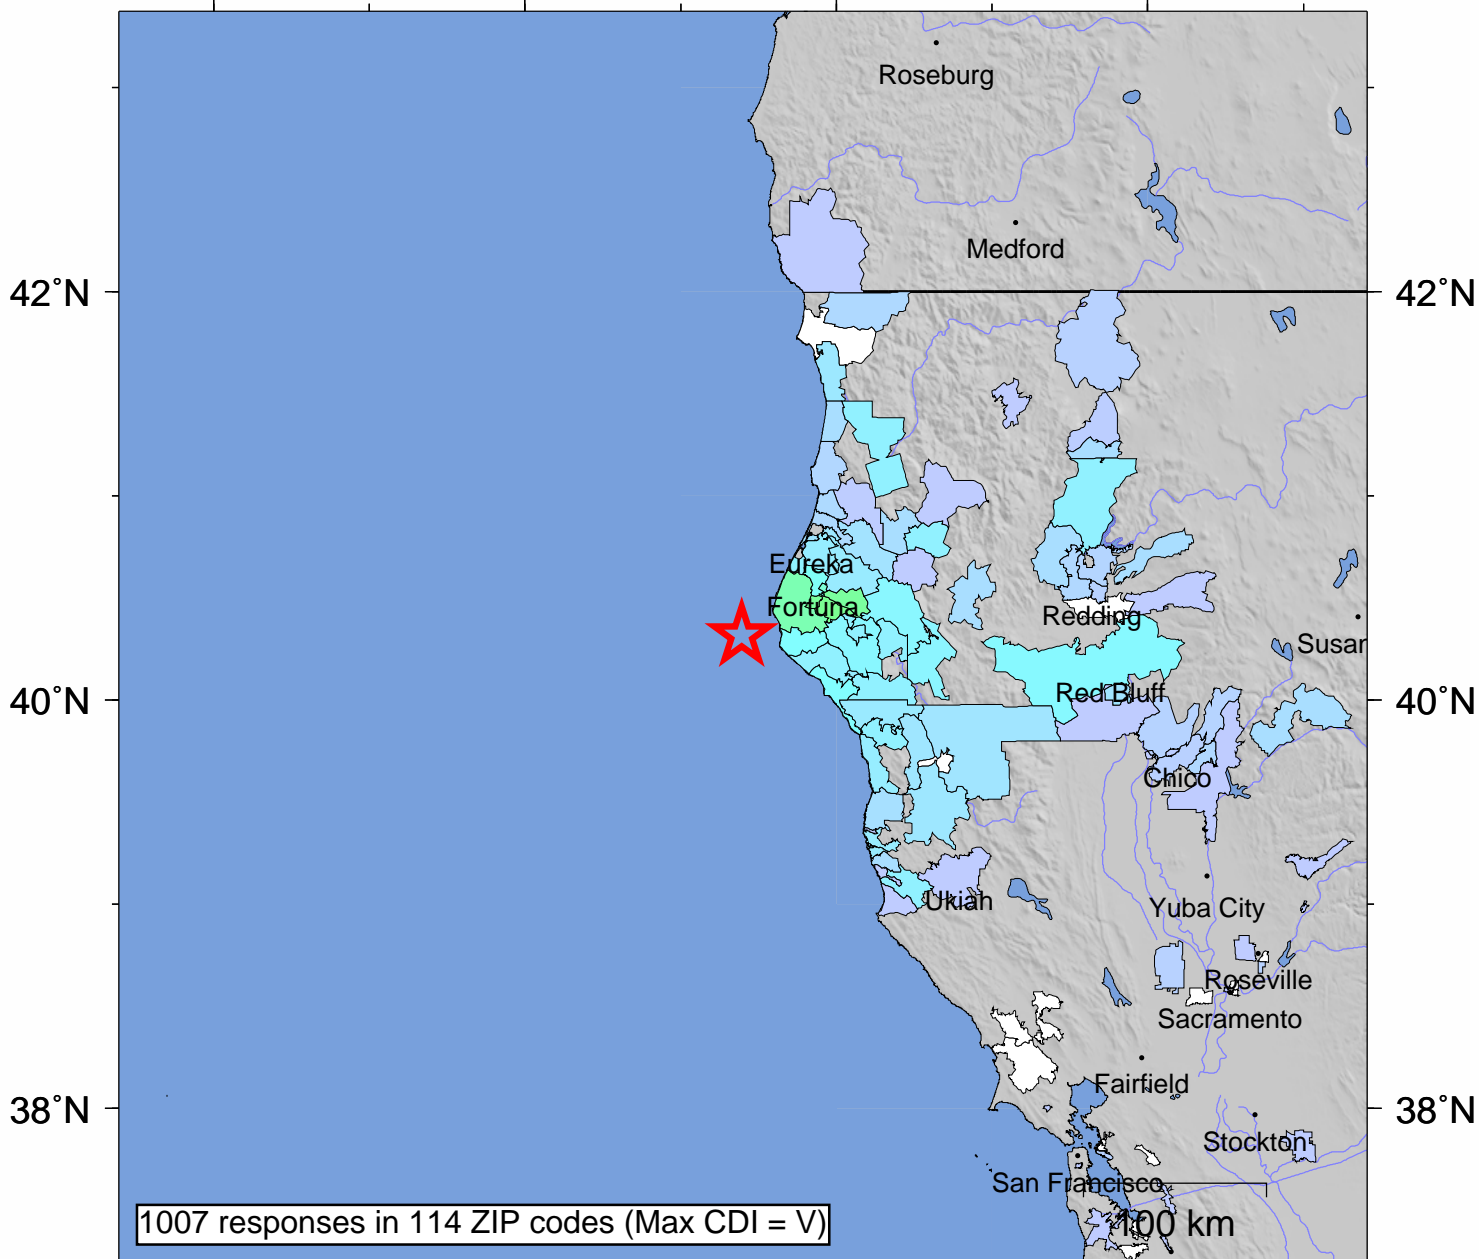 Roseburg
Medford
42˚N 42˚N
Eureka
Fortuna
Redding
Susar
Red Bluff
40˚N 40˚N
Chico
Ukiah
Yuba City
Roseville
Sacramento
Fairfield
38˚N 38˚N
Stockton
San Francisco
1007 responses in 114 ZIP codes (Max CDI = V)
100 km